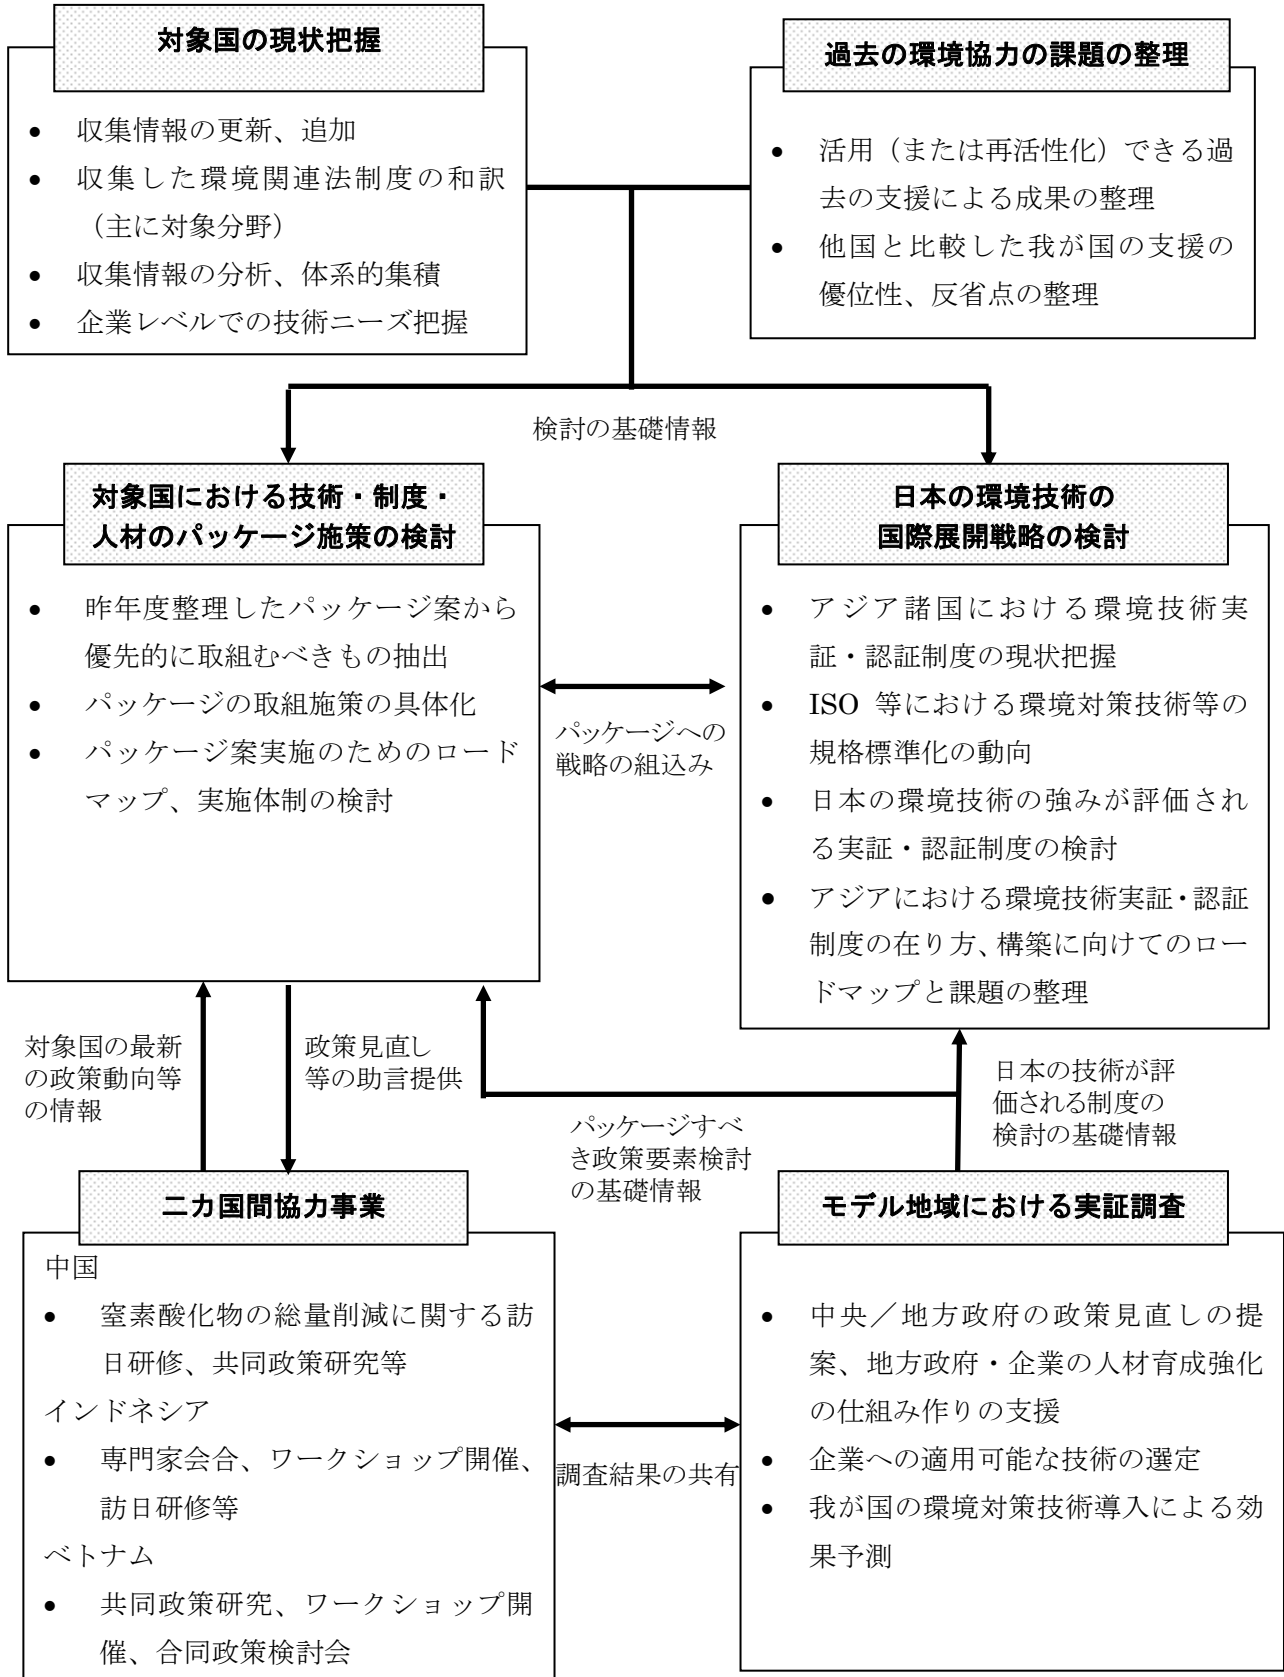 対象国の現状把握
• 収集情報の更新、追加
• 収集した環境関連法制度の和訳
（主に対象分野）
• 収集情報の分析、体系的集積
• 企業レベルでの技術ニーズ把握
過去の環境協力の課題の整理
• 活用（または再活性化）できる過
去の支援による成果の整理
• 他国と比較した我が国の支援の
優位性、反省点の整理
検討の基礎情報
対象国における技術・制度・
人材のパッケージ施策の検討
• 昨年度整理したパッケージ案から
優先的に取組むべきもの抽出
• パッケージの取組施策の具体化
• パッケージ案実施のためのロード
マップ、実施体制の検討
パッケージへの
戦略の組込み
日本の環境技術の
国際展開戦略の検討
• アジア諸国における環境技術実
証・認証制度の現状把握
• ISO 等における環境対策技術等の
規格標準化の動向
• 日本の環境技術の強みが評価され
る実証・認証制度の検討
• アジアにおける環境技術実証・認証
制度の在り方、構築に向けてのロー
ドマップと課題の整理
対象国の最新
の政策動向等
の情報
政策見直し
等の助言提供
パッケージすべ
き政策要素検討
の基礎情報
日本の技術が評
価される制度の
検討の基礎情報
二カ国間協力事業
中国
• 窒素酸化物の総量削減に関する訪
日研修、共同政策研究等
インドネシア
• 専門家会合、ワークショップ開催、
訪日研修等
ベトナム
• 共同政策研究、ワークショップ開
催、合同政策検討会
調査結果の共有
モデル地域における実証調査
• 中央／地方政府の政策見直しの提
案、地方政府・企業の人材育成強化
の仕組み作りの支援
• 企業への適用可能な技術の選定
• 我が国の環境対策技術導入による効
果予測